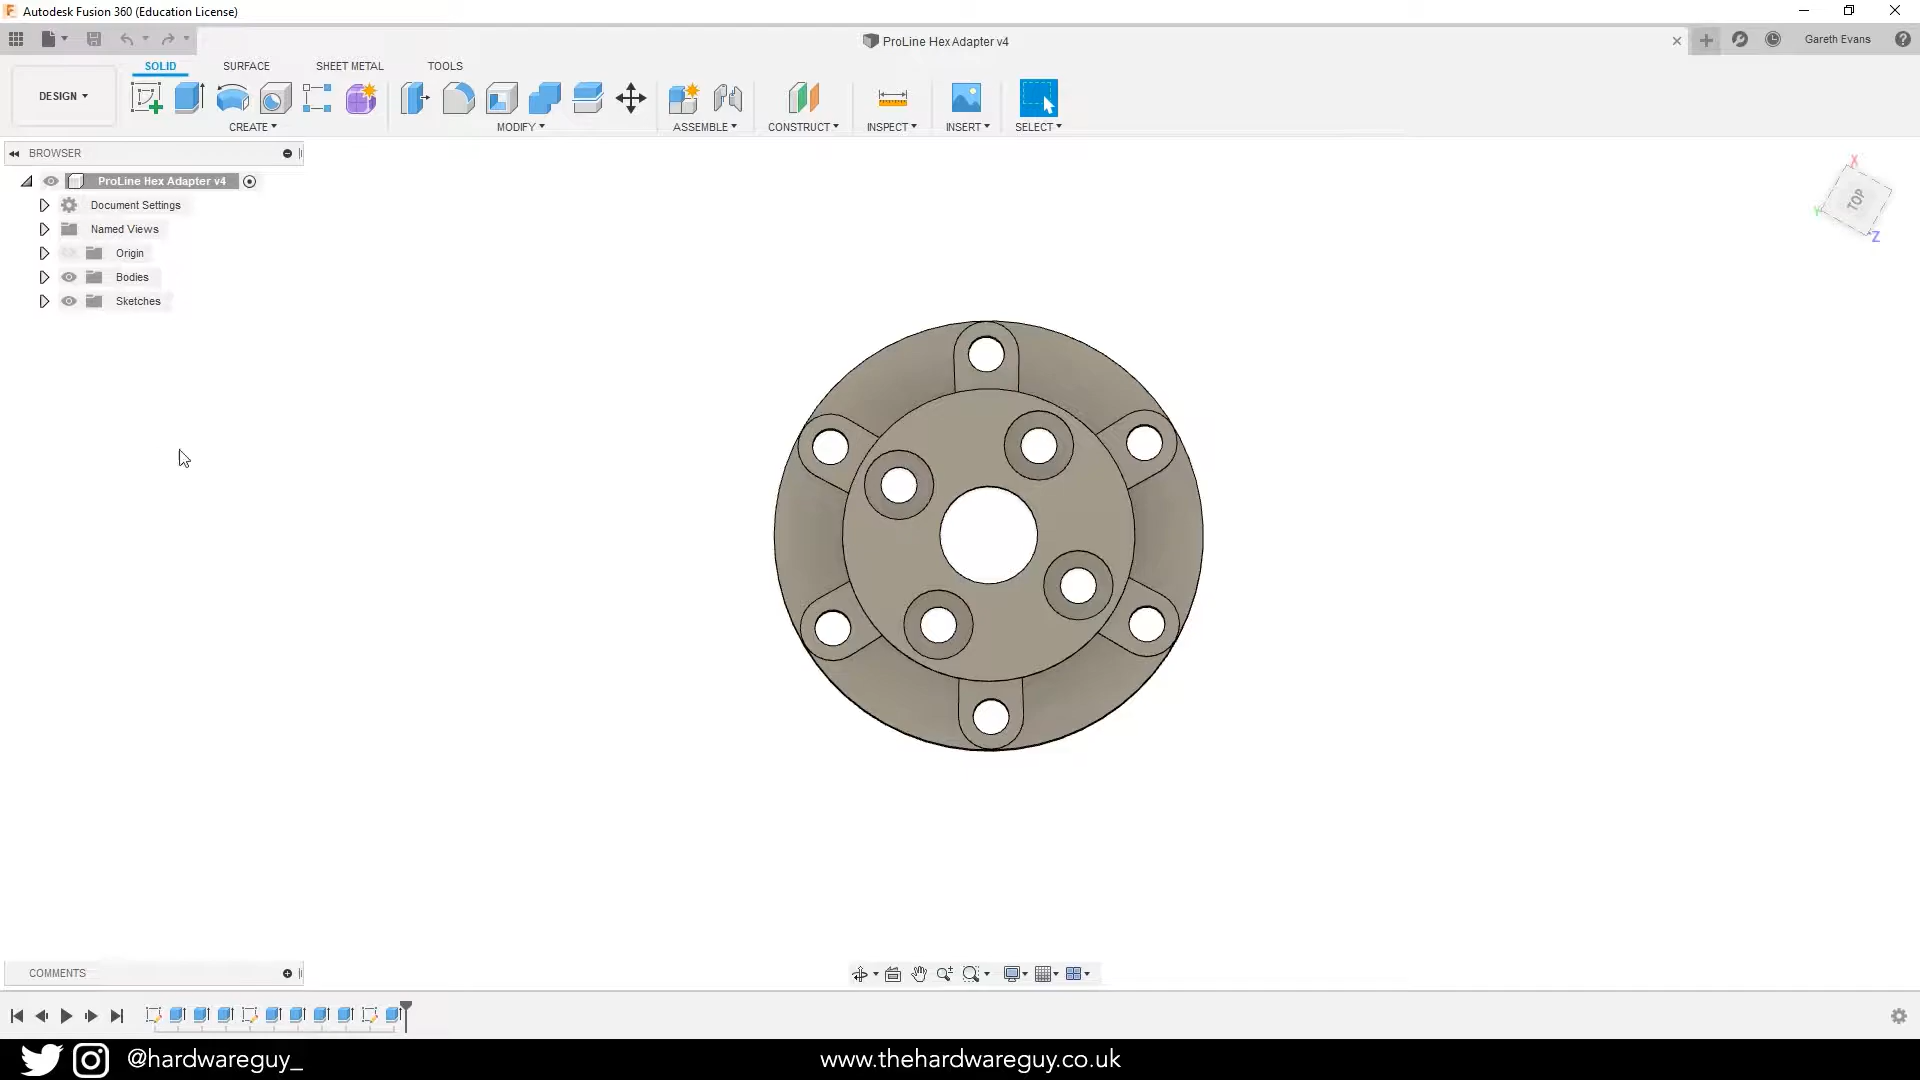 Autodesk Fusion 360 (Education License)
ProLine Hex Adapter v4
Gareth Evans
SOLID SURFACE SHEET METAL TOOLS
DESIGN
CREATE MODIFY ASSEMBLE CONSTRUCT INSPECT INSERT SELECT
BROWSER
ProLine Hex Adapter v4
Document Settings
Named Views
Origin
Bodies
Sketches
X
TOP
Y
Z
COMMENTS
@hardwareguy_
www.thehardwareguy.co.uk